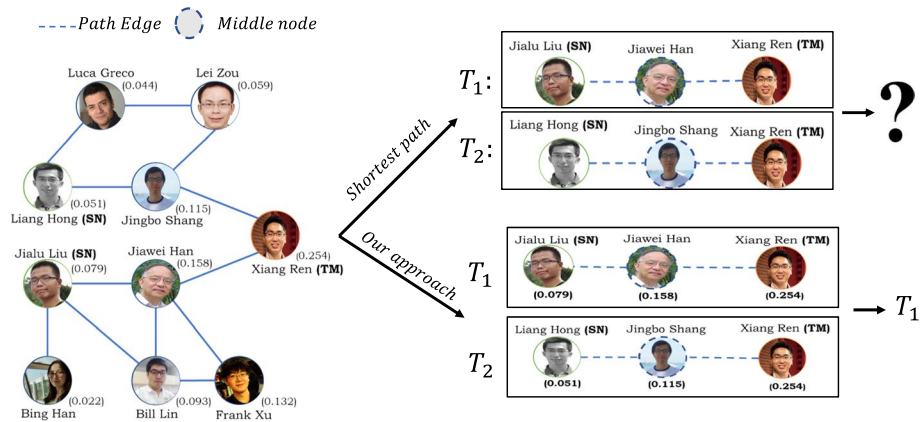 Path Edge
Middle node
Luca Greco
(0.044)
Lei Zou
(0.059)
(0.051)
Liang Hong (SN)
(0.115)
Jingbo Shang
(0.254)
Xiang Ren (TM)
Jialu Liu (SN)
(0.079)
Jiawei Han
(0.158)
(0.022)
Bing Han
(0.093)
Bill Lin
(0.132)
Frank Xu
Shortest path
Our approach
T1:
Jialu Liu (SN)
Jiawei Han
Xiang Ren (TM)
T2:
Liang Hong (SN)
Jingbo Shang
Xiang Ren (TM)
?
T1
Jialu Liu (SN)
Jiawei Han
Xiang Ren (TM)
(0.079)
(0.158)
(0.254)
T2
Liang Hong (SN)
Jingbo Shang
Xiang Ren (TM)
(0.051)
(0.115)
(0.254)
T1